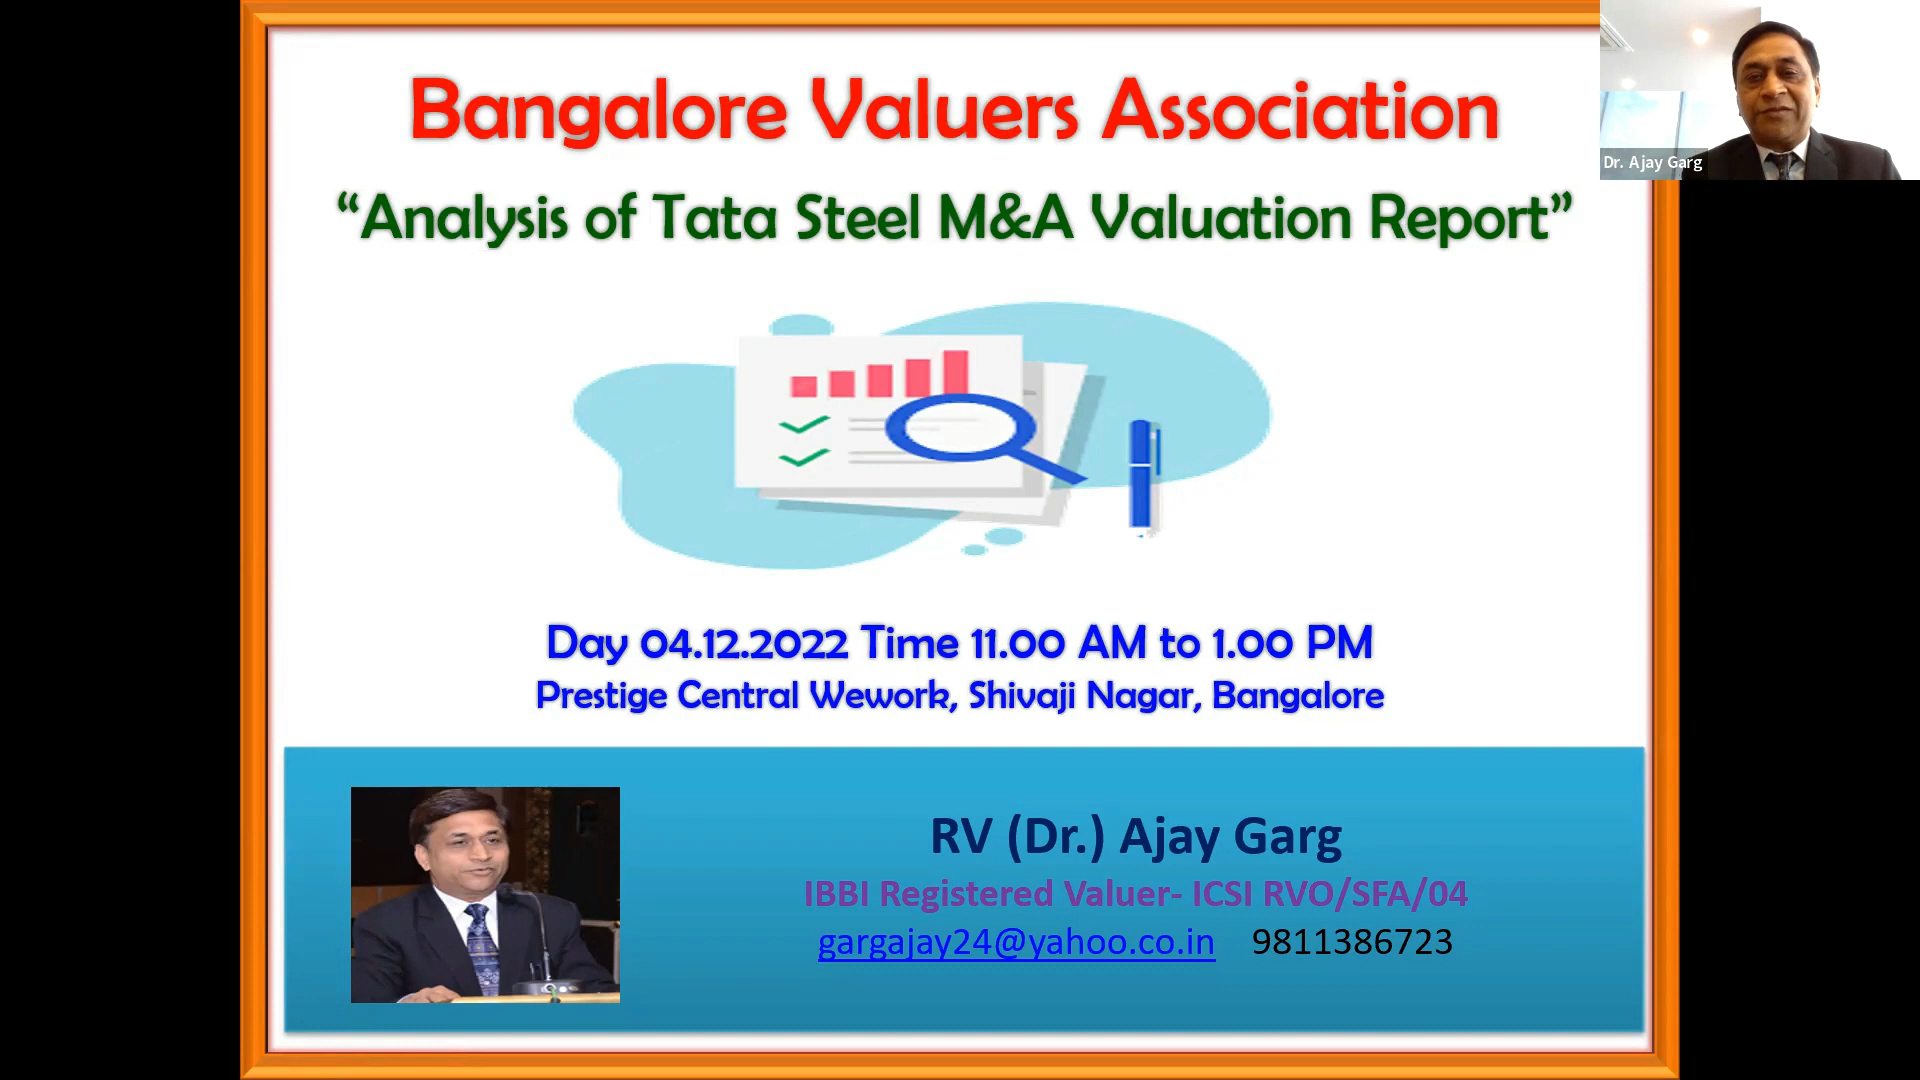 Bangalore Valuers Association
“Analysis of Tata Steel M&A Valuation Report”
Dr. Ajay Garg
Day 04.12.2022 Time 11.00 AM to 1.00 PM
Prestige Central Wework, Shivaji Nagar, Bangalore
RV (Dr.) Ajay Garg
IBBI Registered Valuer- ICSI RVO/SFA/04
gargajay24@yahoo.co.in 9811386723